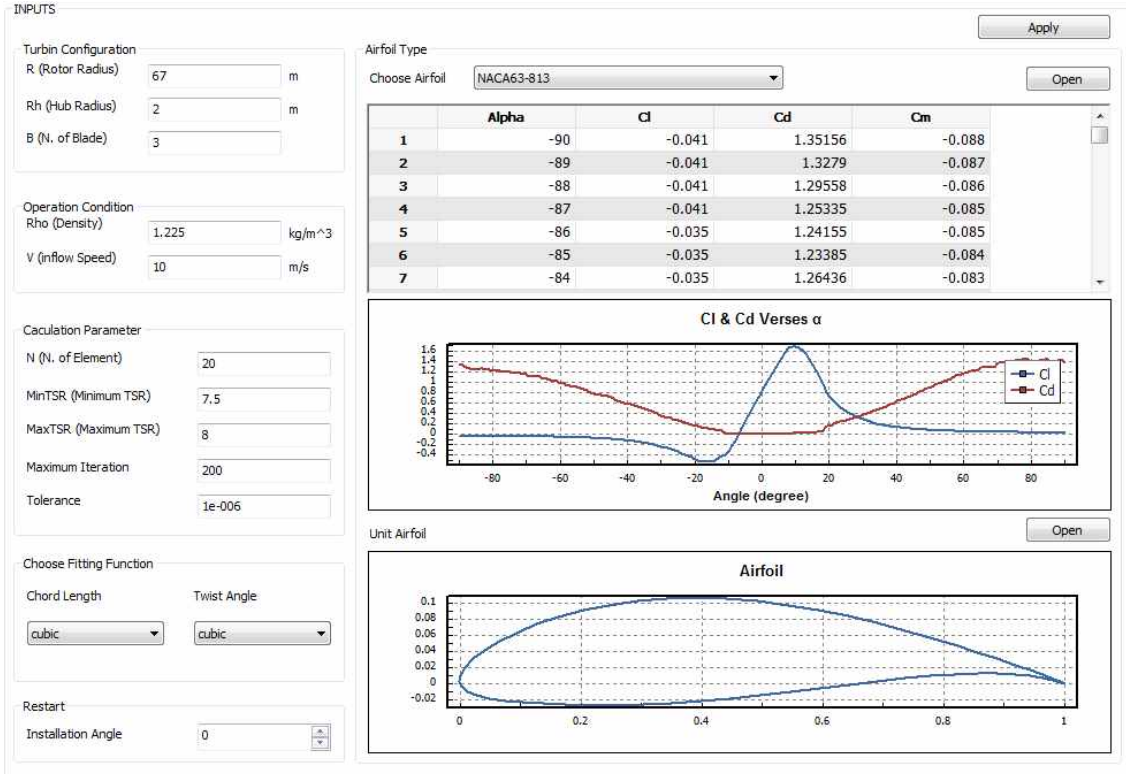 INPUTS
Apply
Turbin Configuration
R (Rotor Radius) 67 m
Rh (Hub Radius) 2 m
B (N. of Blade) 3
Operation Condition
Rho (Density) 1.225 kg/m^3
V (inflow Speed) 10 m/s
Caculation Parameter
N (N. of Element) 20
MinTSR (Minimum TSR) 7.5
MaxTSR (Maximum TSR) 8
Maximum Iteration 200
Tolerance 1e-006
Choose Fitting Function
Chord Length Twist Angle
cubic cubic
Restart
Installation Angle 0
Airfoil Type
Choose Airfoil NACA63-813 Open
Alpha Cl Cd Cm
1 -90 -0.041 1.35156 -0.088
2 -89 -0.041 1.3279 -0.087
3 -88 -0.041 1.29558 -0.086
4 -87 -0.041 1.25335 -0.085
5 -86 -0.035 1.24155 -0.085
6 -85 -0.035 1.23385 -0.084
7 -84 -0.035 1.26436 -0.083
Cl & Cd Verses α
1.6
1.4
1.2
1
0.8
0.6
0.4
0.2
0
-0.2
-0.4
Cl
Cd
-80 -60 -40 -20 0 20 40 60 80
Angle (degree)
Unit Airfoil Open
Airfoil
0.1
0.08
0.06
0.04
0.02
0
-0.02
0 0.2 0.4 0.6 0.8 1